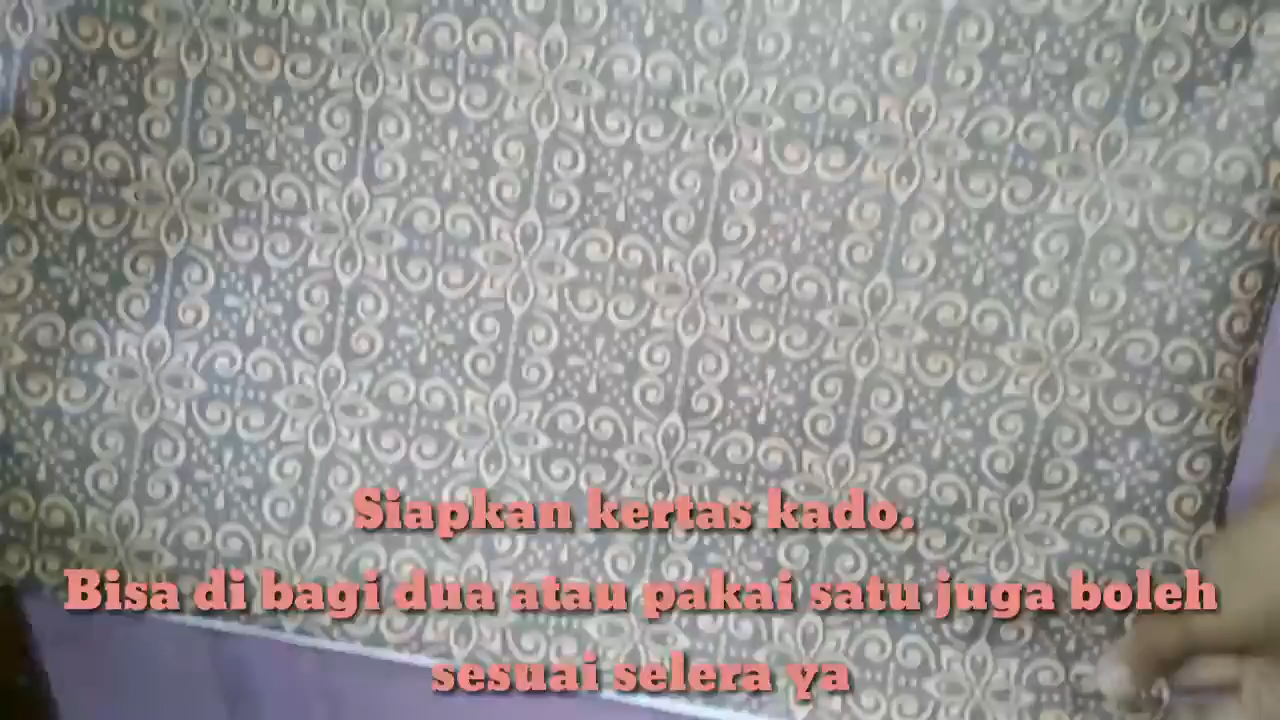 Siapkan kertas kado.
Bisa di bagi dua atau pakai satu juga boleh
sesuai selera ya